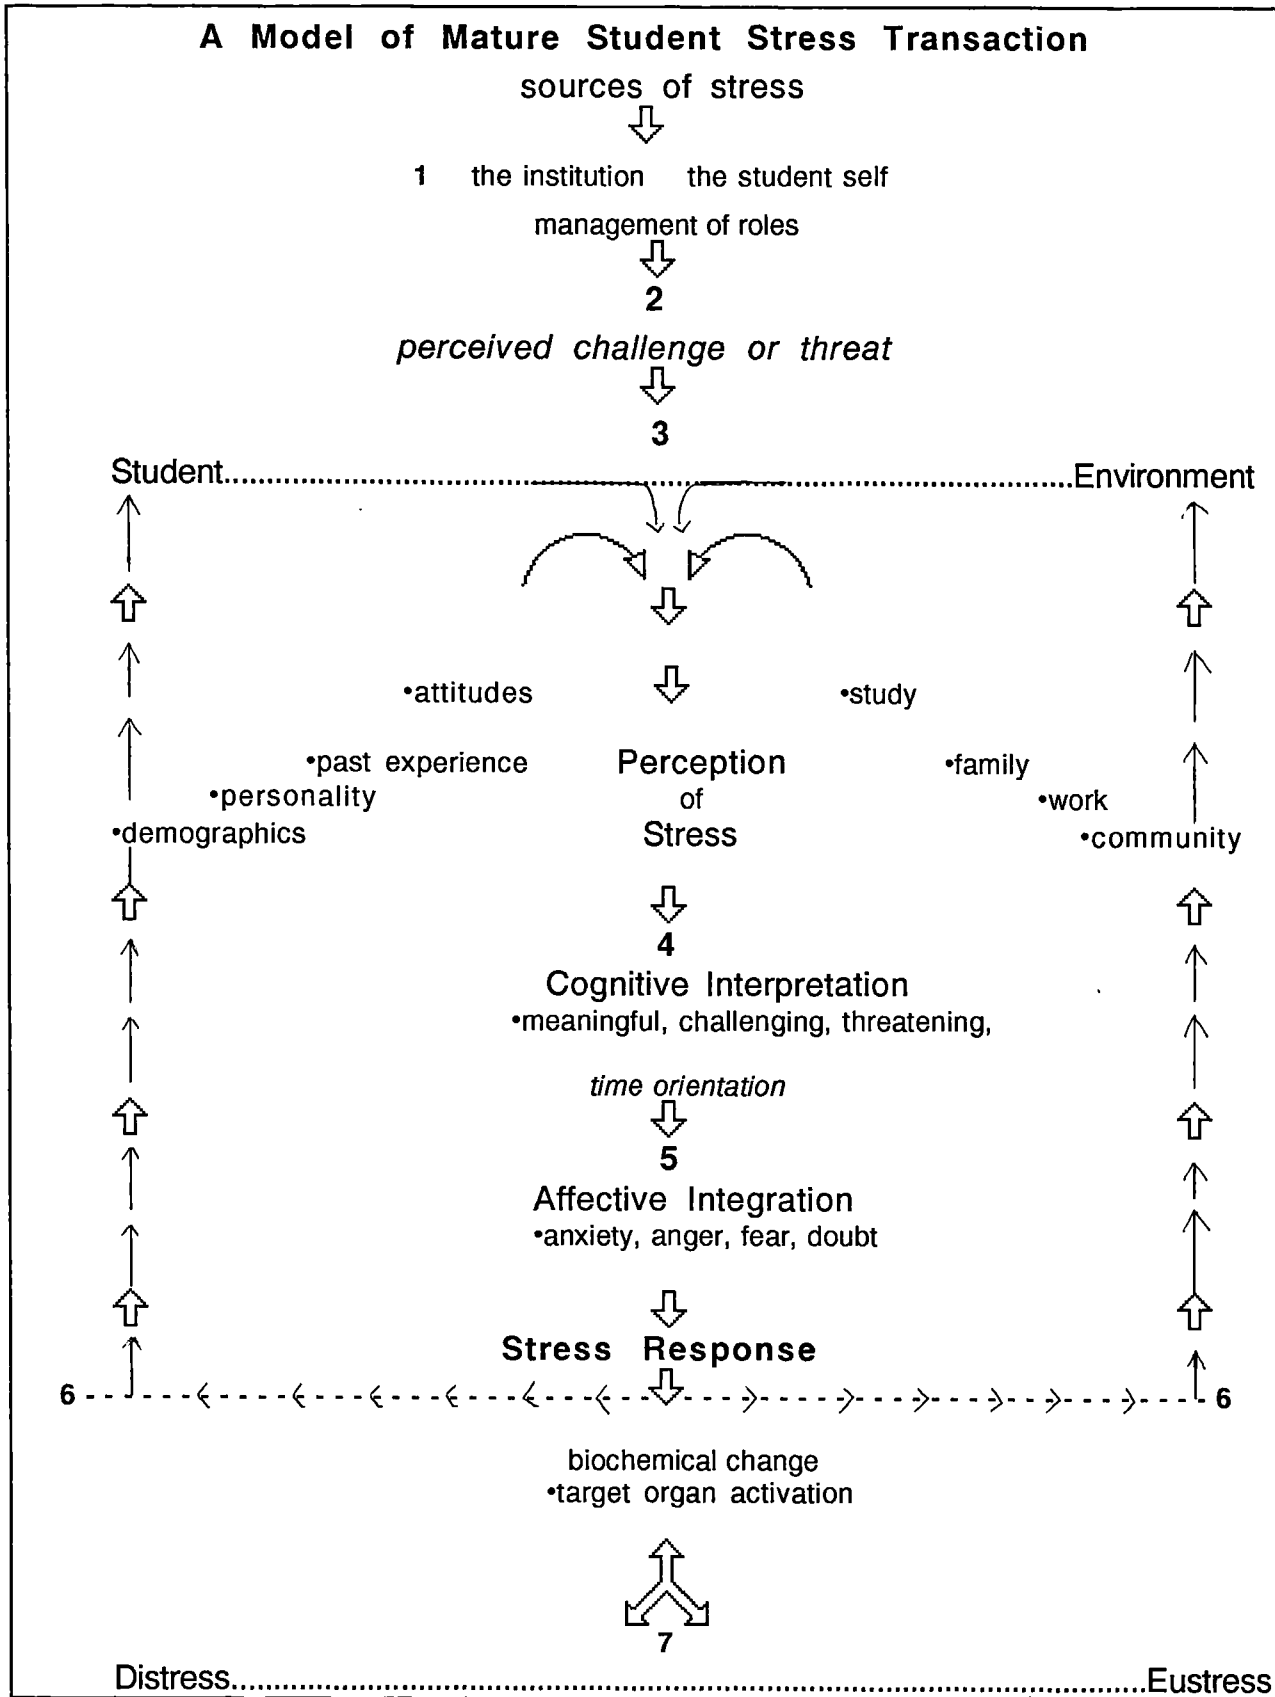 A Model of Mature Student Stress Transaction
sources of stress
1 the institution the student self
management of roles
2
perceived challenge or threat
3
Student........................Environment
•attitudes •study
•past experience Perception •family
•personality of •work
•demographics Stress •community
4
Cognitive Interpretation
•meaningful, challenging, threatening,
time orientation
5
Affective Integration
•anxiety, anger, fear, doubt
Stress Response
6 6
biochemical change
•target organ activation
7
Distress........................Eustress